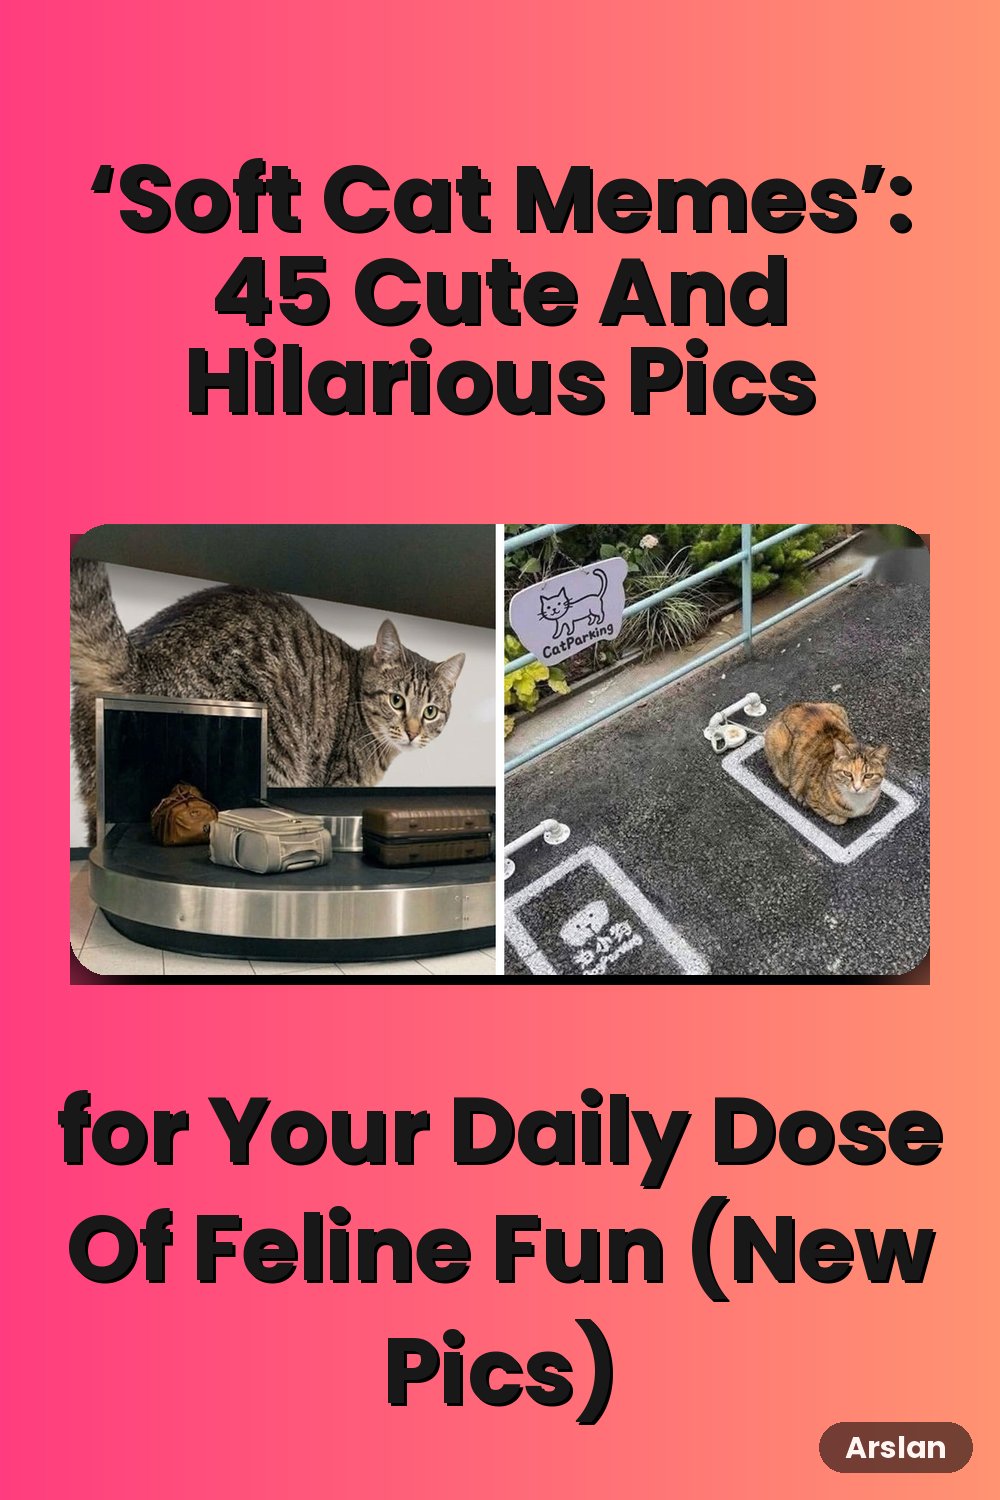 ‘Soft Cat Memes’:
45 Cute And
Hilarious Pics
CatParking
for Your Daily Dose
Of Feline Fun (New
Pics)
Arslan